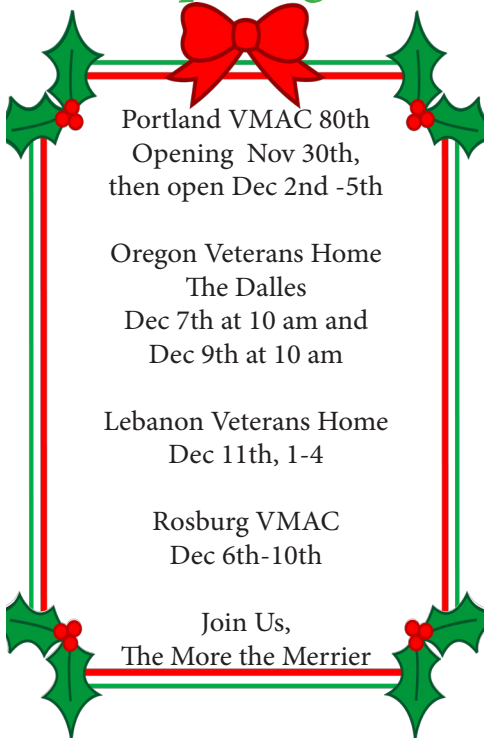 Portland VMAC 80th
Opening  Nov 30th,
then open Dec 2nd -5th
Oregon Veterans Home
The Dalles
Dec 7th at 10 am and
Dec 9th at 10 am
Lebanon Veterans Home
Dec 11th, 1-4
Rosburg VMAC
Dec 6th-10th
Join Us,
The More the Merrier